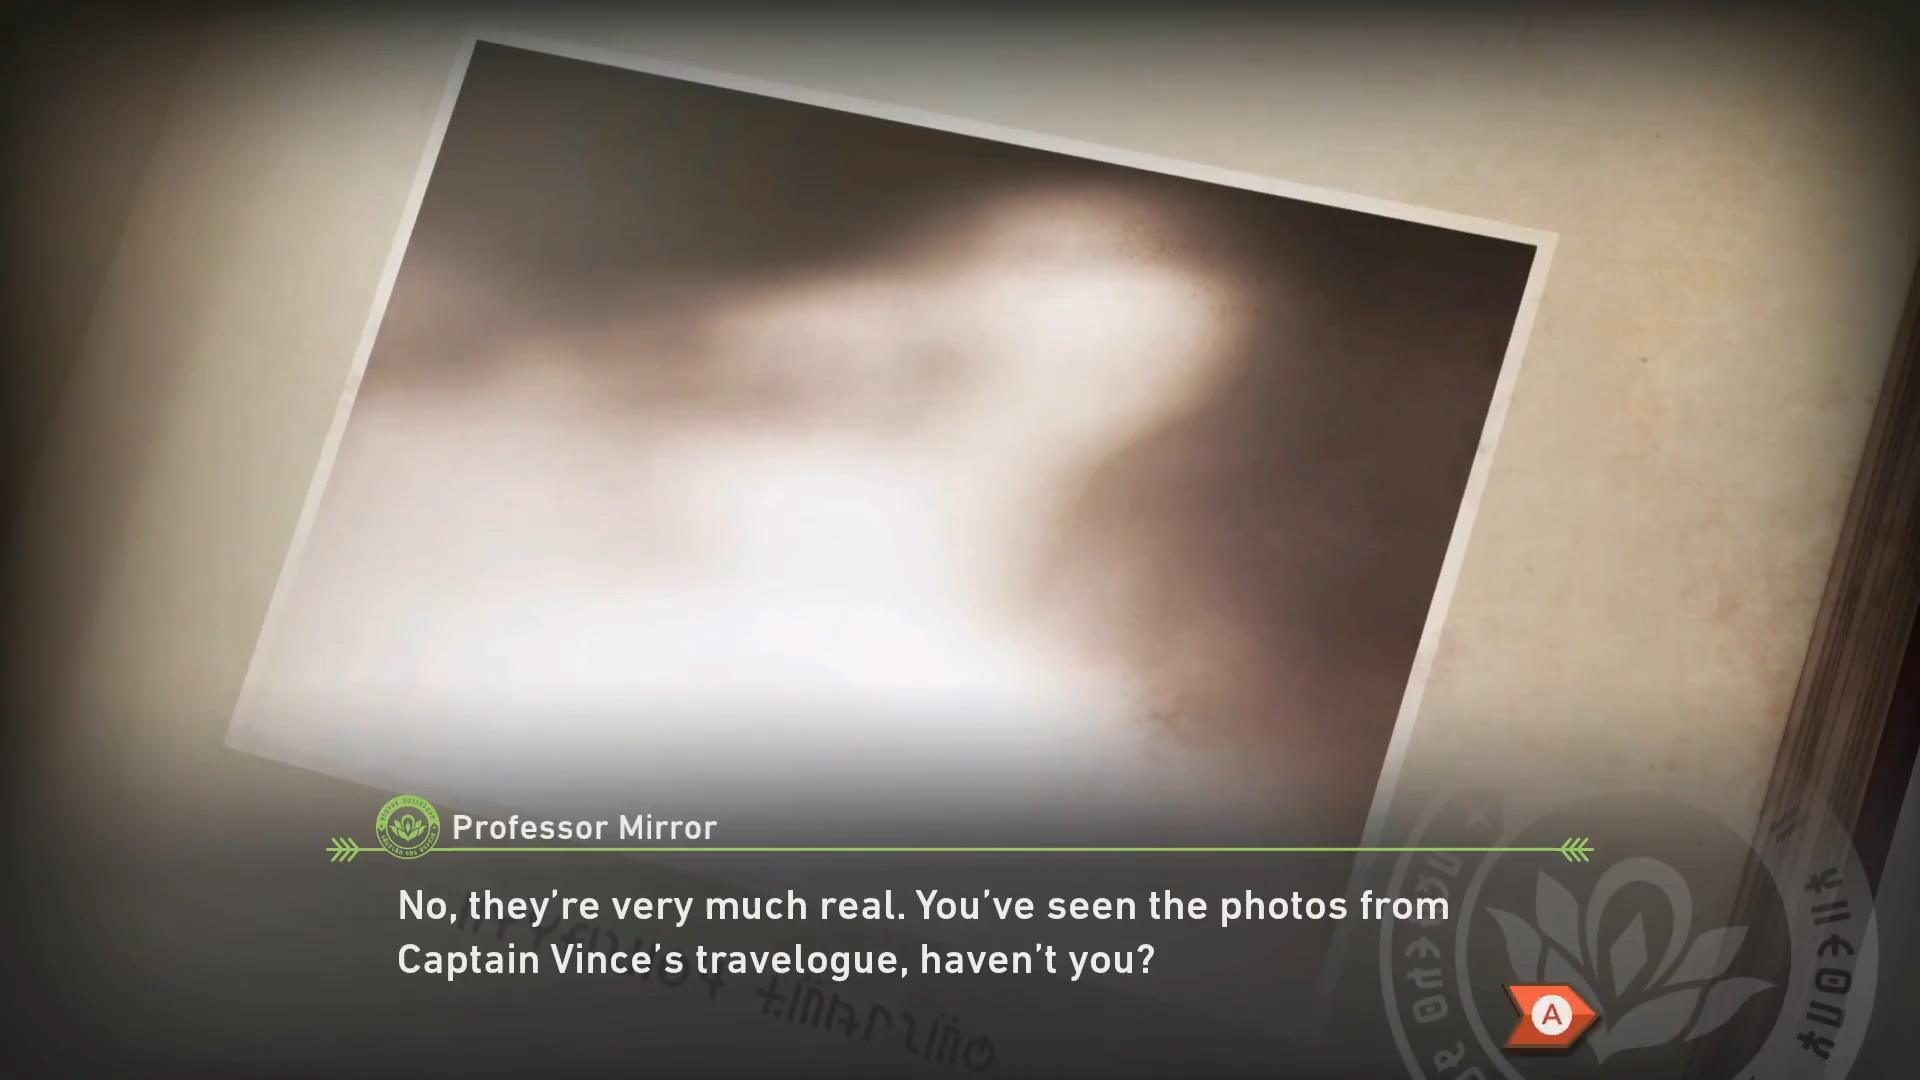 Professor Mirror
No, they’re very much real. You’ve seen the photos from
Captain Vince’s travelogue, haven’t you?
A